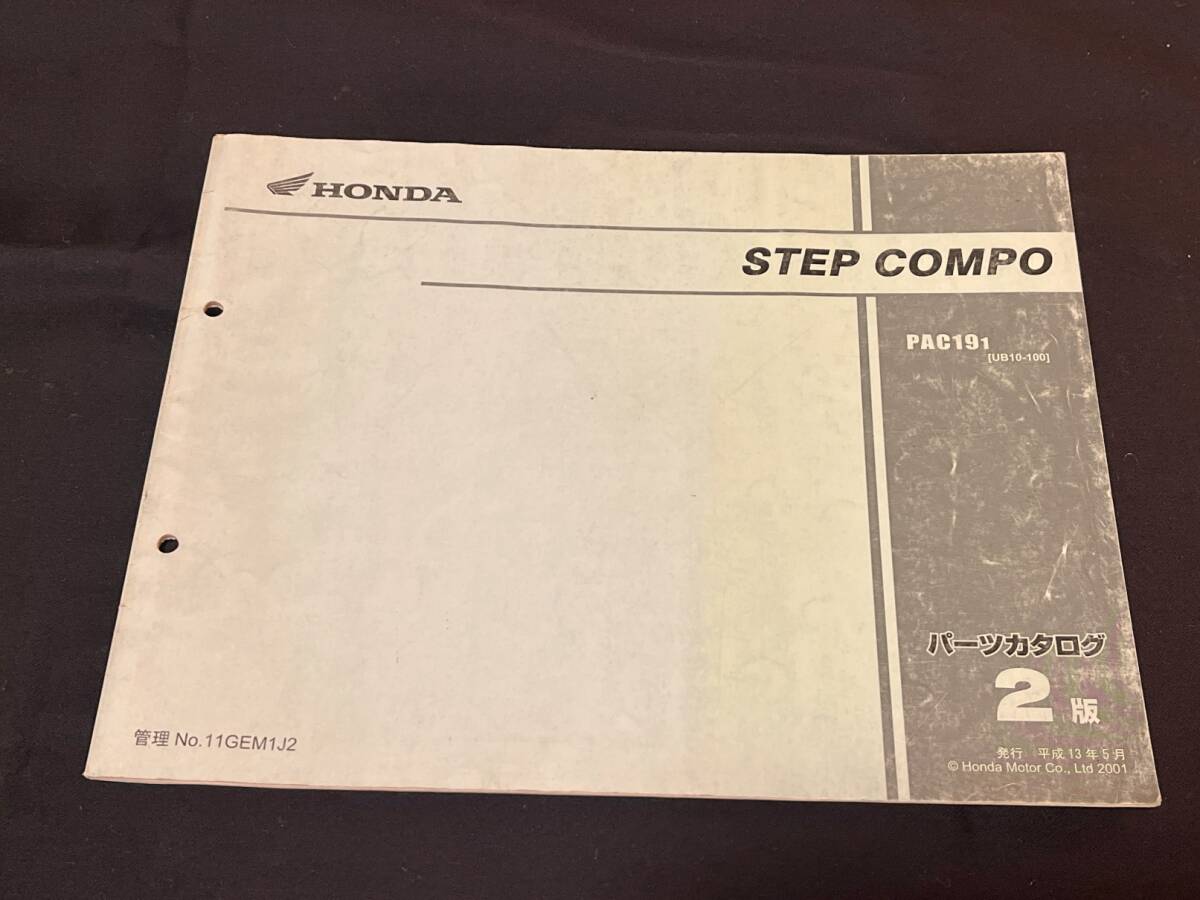 HONDA
STEP COMPO
PAC191
[UB10-100]
パーツカタログ
2版
管理 No.11GEM1J2
発行 平成13年5月
© Honda Motor Co., Ltd 2001